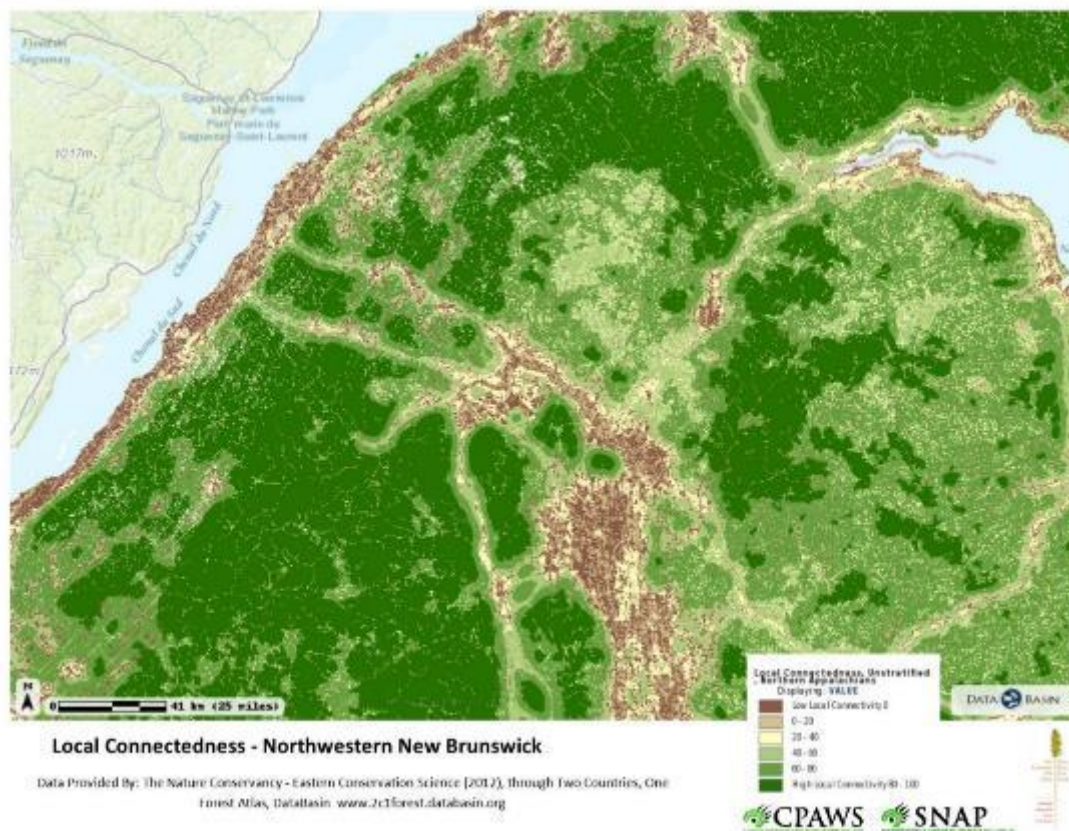 Fjord du
Saguenay
Marine Park
Parc marin du
Saguenay-Saint-Laurent
Chenal du Nord
Chenal du Sud
N
0 41 km (25 miles)
Local Connectedness, Unstratified
, Northern Appalachians
Displaying: VALUE
Low Local Connectivity 0
0 - 20
20 - 40
40 - 60
60 - 80
High Local Connectivity 80 - 100
DATA BASIN
Local Connectedness - Northwestern New Brunswick
Data Provided By: The Nature Conservancy - Eastern Conservation Science (2012), through Two Countries, One
Forest Atlas, DataBasin www.2c1forest.databasin.org
CPAWS SNAP